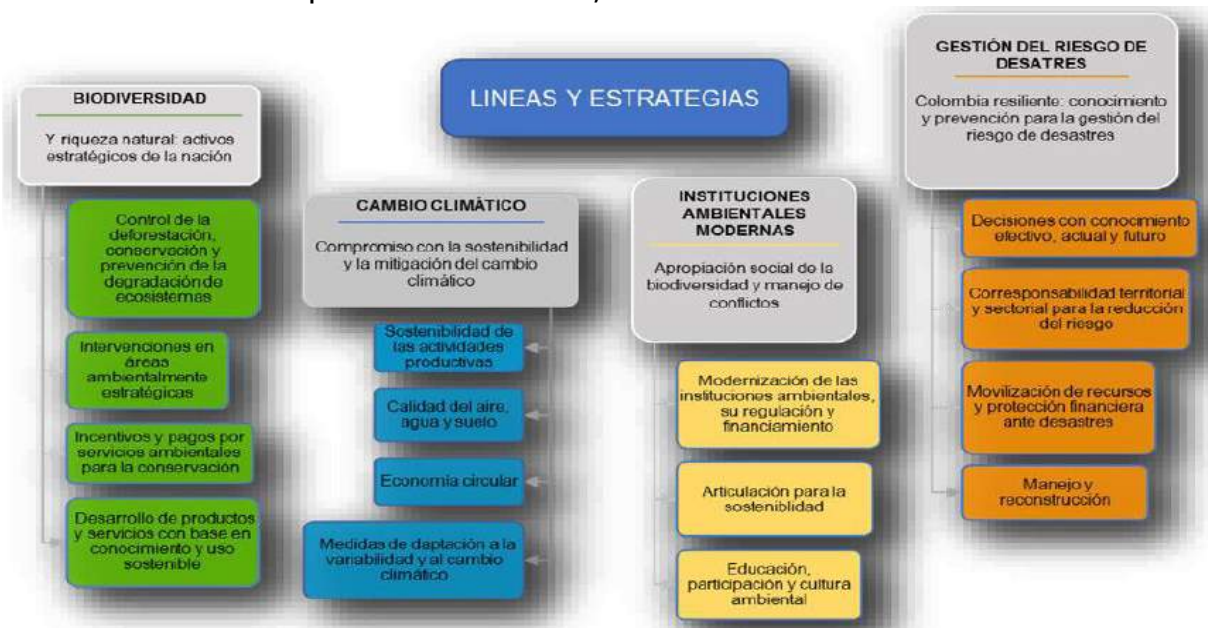 LINEAS Y ESTRATEGIAS
BIODIVERSIDAD
Y riqueza natural: activos
estratégicos de la nación
Control de la
deforestación,
conservación y
prevención de la
degradación de
ecosistemas
Intervenciones en
áreas
ambientalmente
estratégicas
Incentivos y pagos por
servicios ambientales
para la conservación
Desarrollo de productos
y servicios con base en
conocimiento y uso
sostenible
CAMBIO CLIMÁTICO
Compromiso con la sostenibilidad
y la mitigación del cambio
climático
Sostenibilidad de
las actividades
productivas
Calidad del aire,
agua y suelo
Economía circular
Medidas de daptación a la
variabilidad y al cambio
climático
INSTITUCIONES
AMBIENTALES
MODERNAS
Apropiación social de la
biodiversidad y manejo de
conflictos
Modernización de las
instituciones ambientales,
su regulación y
financiamiento
Articulación para la
sosteniblidad
Educación,
participación y cultura
ambiental
GESTIÓN DEL RIESGO DE
DESATRES
Colombia resiliente: conocimiento
y prevención para la gestión del
riesgo de desastres
Decisiones con conocimiento
efectivo, actual y futuro
Corresponsabilidad territorial
y sectorial para la reducción
del riesgo
Movilización de recursos
y protección financiera
ante desastres
Manejo y
reconstrucción